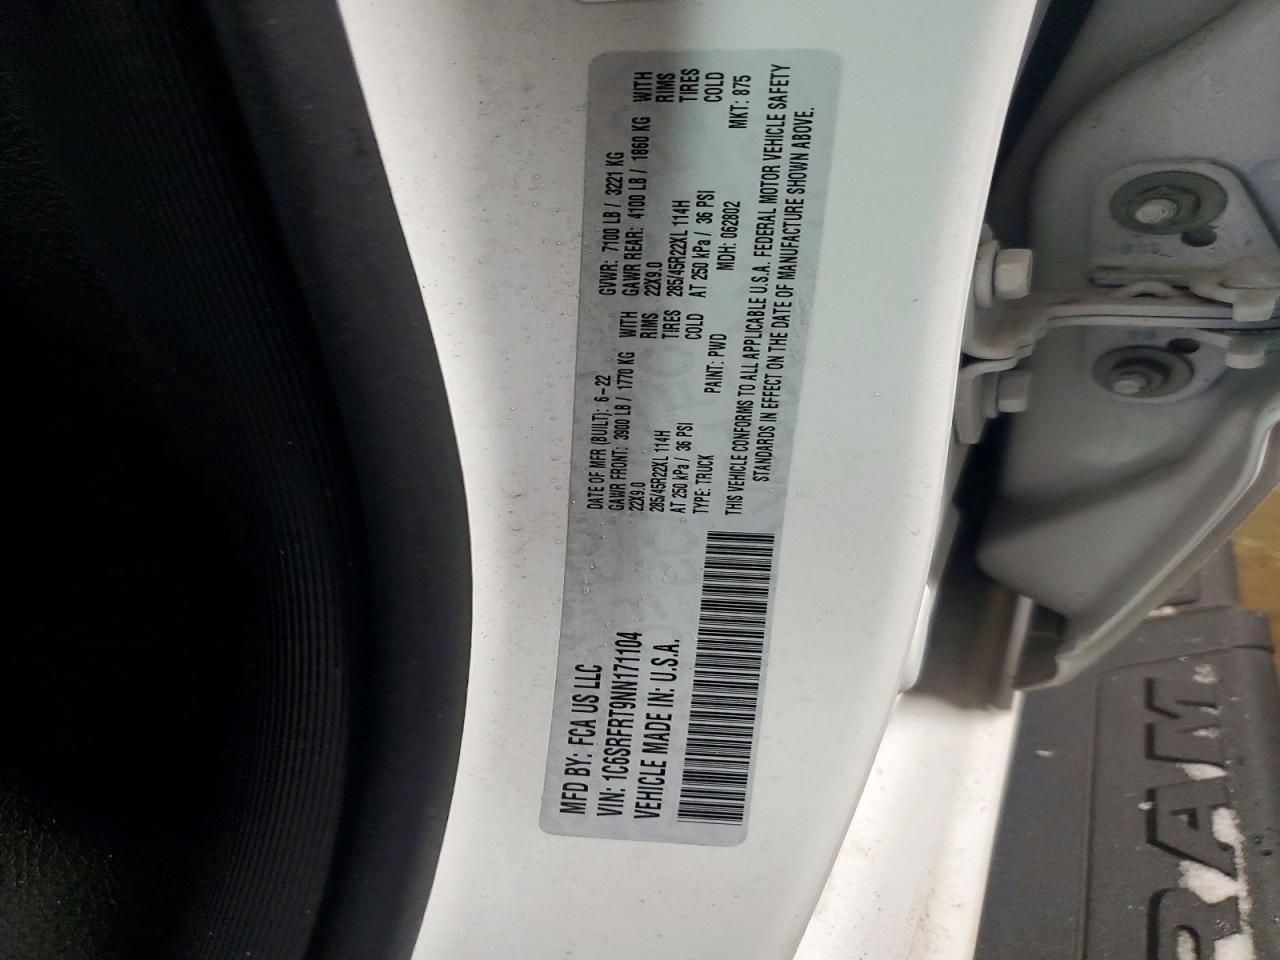 MFD BY: FCA US LLC
VIN: 1C6SRFRT9NN171104
VEHICLE MADE IN: U.S.A.
DATE OF MFR (BUILT): 6-22
GVWR: 7100 LB / 3221 KG
GAWR FRONT: 3900 LB / 1770 KG WITH
GAWR REAR: 4100 LB / 1860 KG WITH
22X9.0 RIMS
22X9.0 RIMS
285/45R22XL 114H TIRES
285/45R22XL 114H TIRES
AT 250 kPa / 36 PSI COLD
AT 250 kPa / 36 PSI COLD
TYPE: TRUCK PAINT: PWD MDH: 062802 MKT: 875
THIS VEHICLE CONFORMS TO ALL APPLICABLE U.S.A. FEDERAL MOTOR VEHICLE SAFETY
STANDARDS IN EFFECT ON THE DATE OF MANUFACTURE SHOWN ABOVE.
RAM